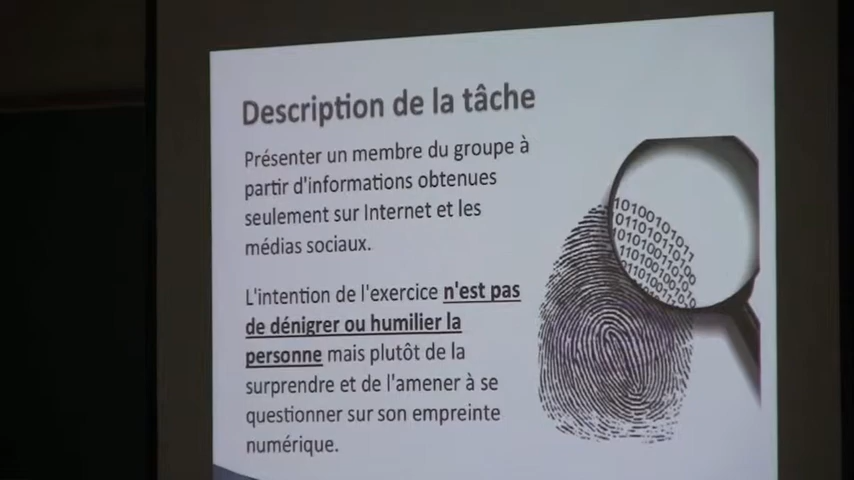 Description de la tâche
Présenter un membre du groupe à
partir d'informations obtenues
seulement sur Internet et les
médias sociaux.
L'intention de l'exercice n'est pas
de dénigrer ou humilier la
personne mais plutôt de la
surprendre et de l'amener à se
questionner sur son empreinte
numérique.